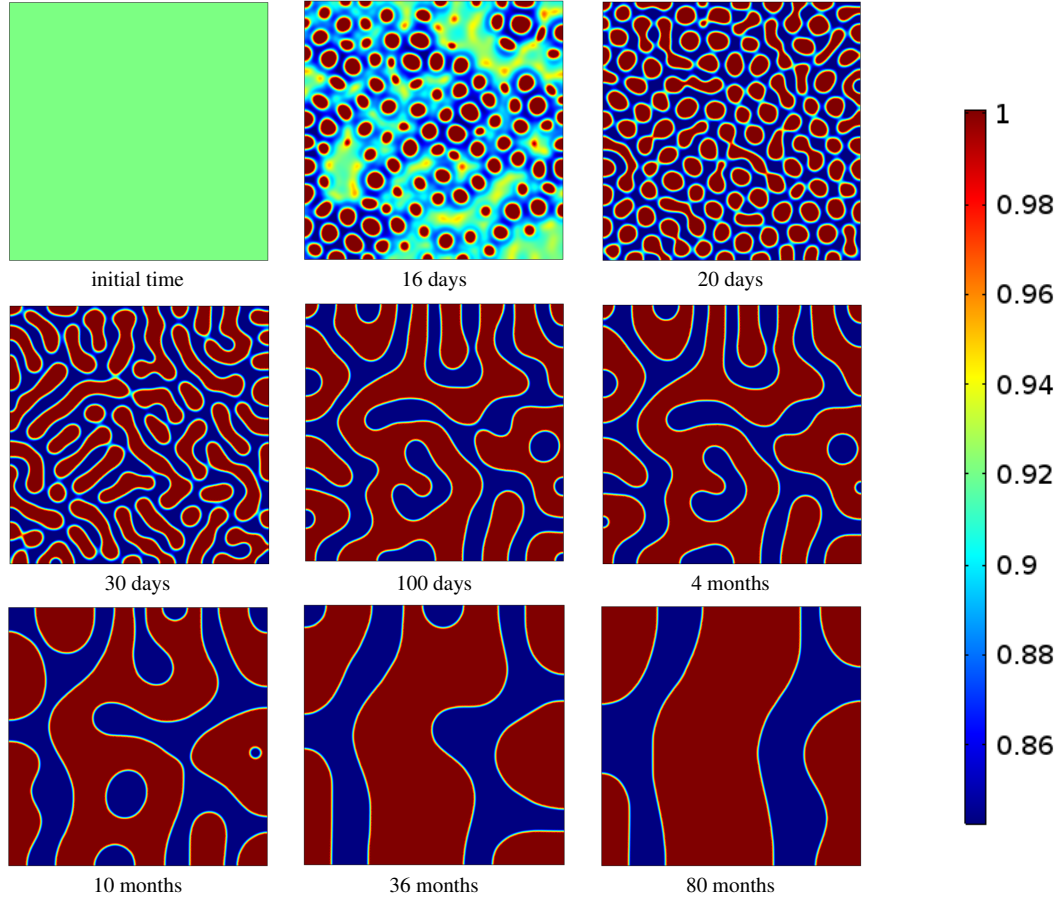 initial time
16 days
20 days
30 days
100 days
4 months
10 months
36 months
80 months
1
0.98
0.96
0.94
0.92
0.9
0.88
0.86